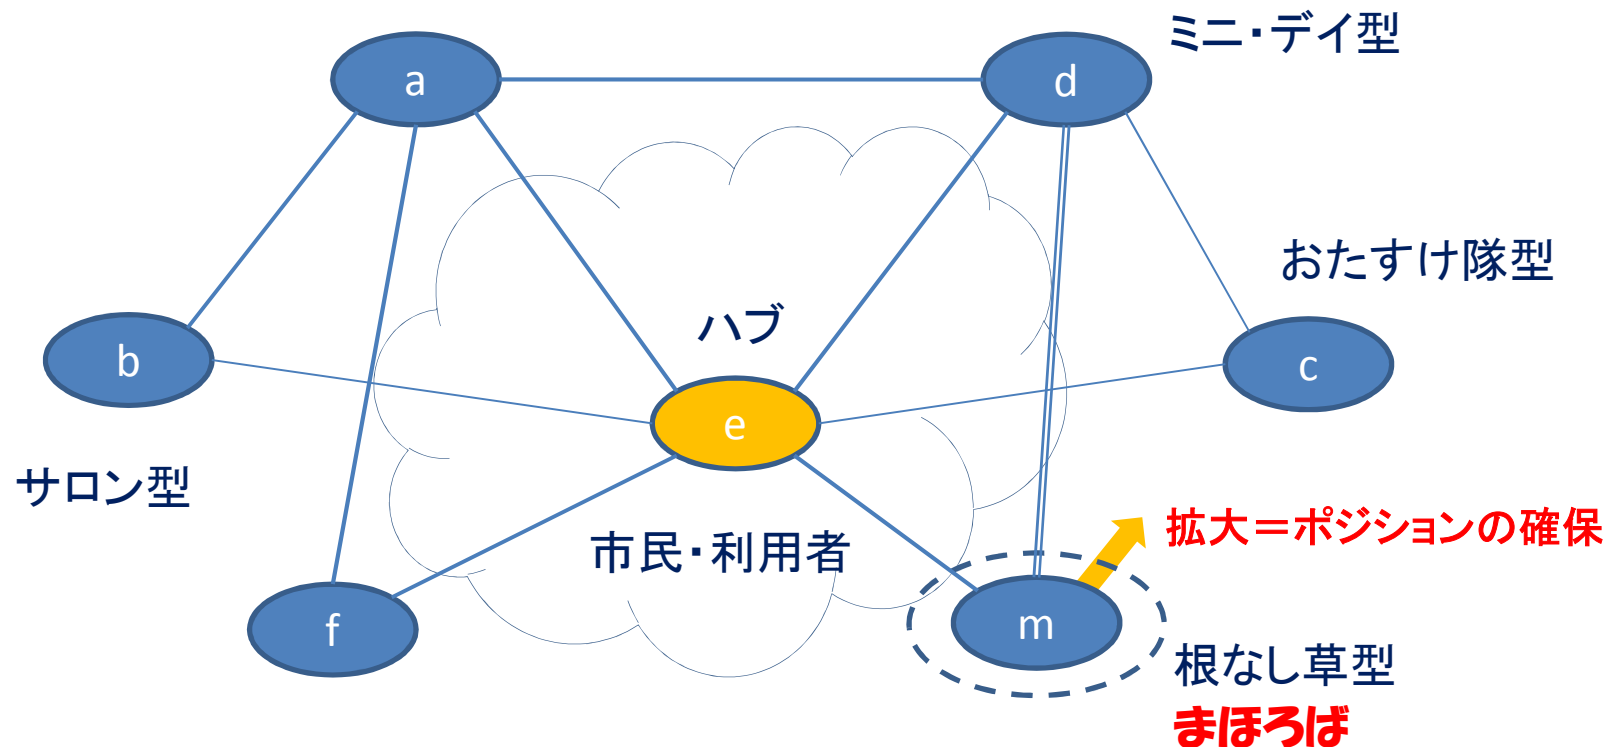 ミニ・デイ型
a
d
おたすけ隊型
ハブ
b
c
e
サロン型
拡大＝ポジションの確保
市民・利用者
f
m
根なし草型
まほろば